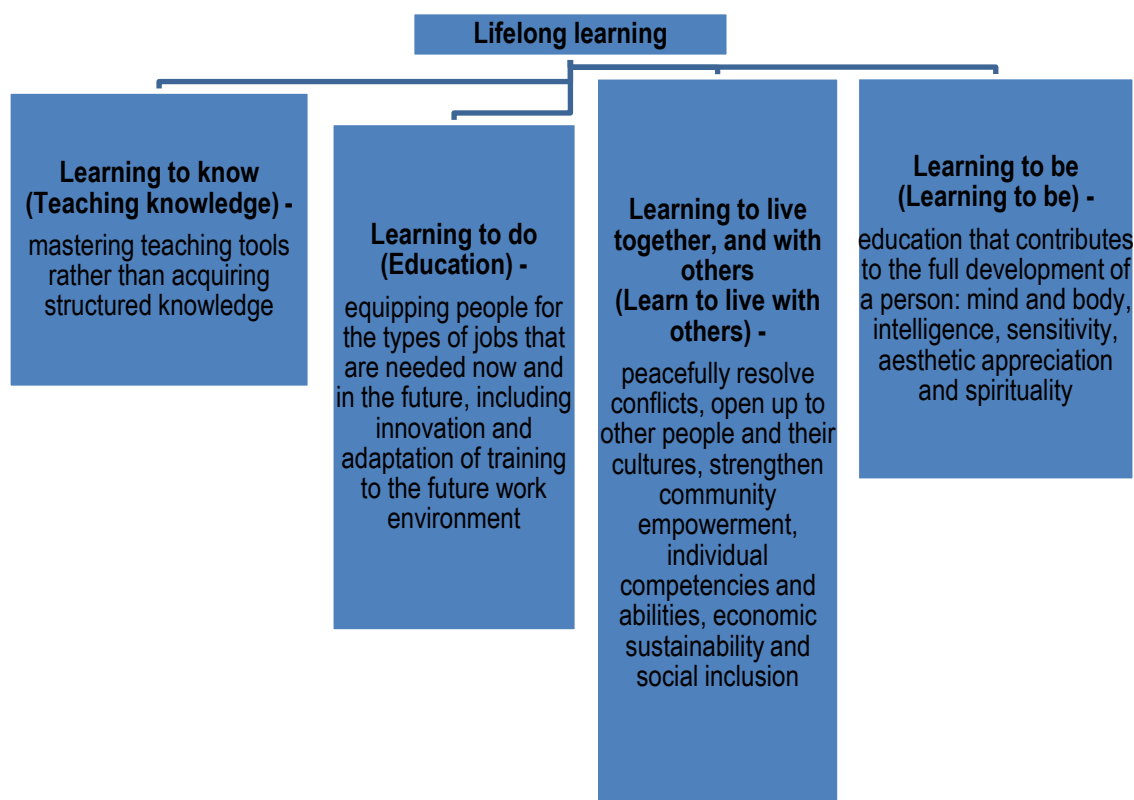 Lifelong learning
Learning to know
(Teaching knowledge) -
mastering teaching tools
rather than acquiring
structured knowledge
Learning to do
(Education) -
equipping people for
the types of jobs that
are needed now and
in the future, including
innovation and
adaptation of training
to the future work
environment
Learning to live
together, and with
others
(Learn to live with
others) -
peacefully resolve
conflicts, open up to
other people and their
cultures, strengthen
community
empowerment,
individual
competencies and
abilities, economic
sustainability and
social inclusion
Learning to be
(Learning to be) -
education that contributes
to the full development of
a person: mind and body,
intelligence, sensitivity,
aesthetic appreciation
and spirituality